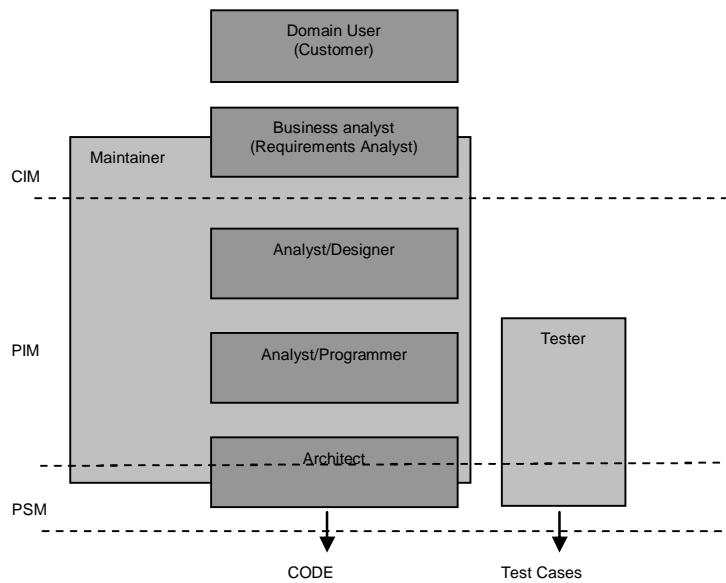 Domain User
(Customer)
Business analyst
(Requirements Analyst)
Maintainer
CIM
Analyst/Designer
PIM
Analyst/Programmer
Tester
Architect
PSM
CODE
Test Cases